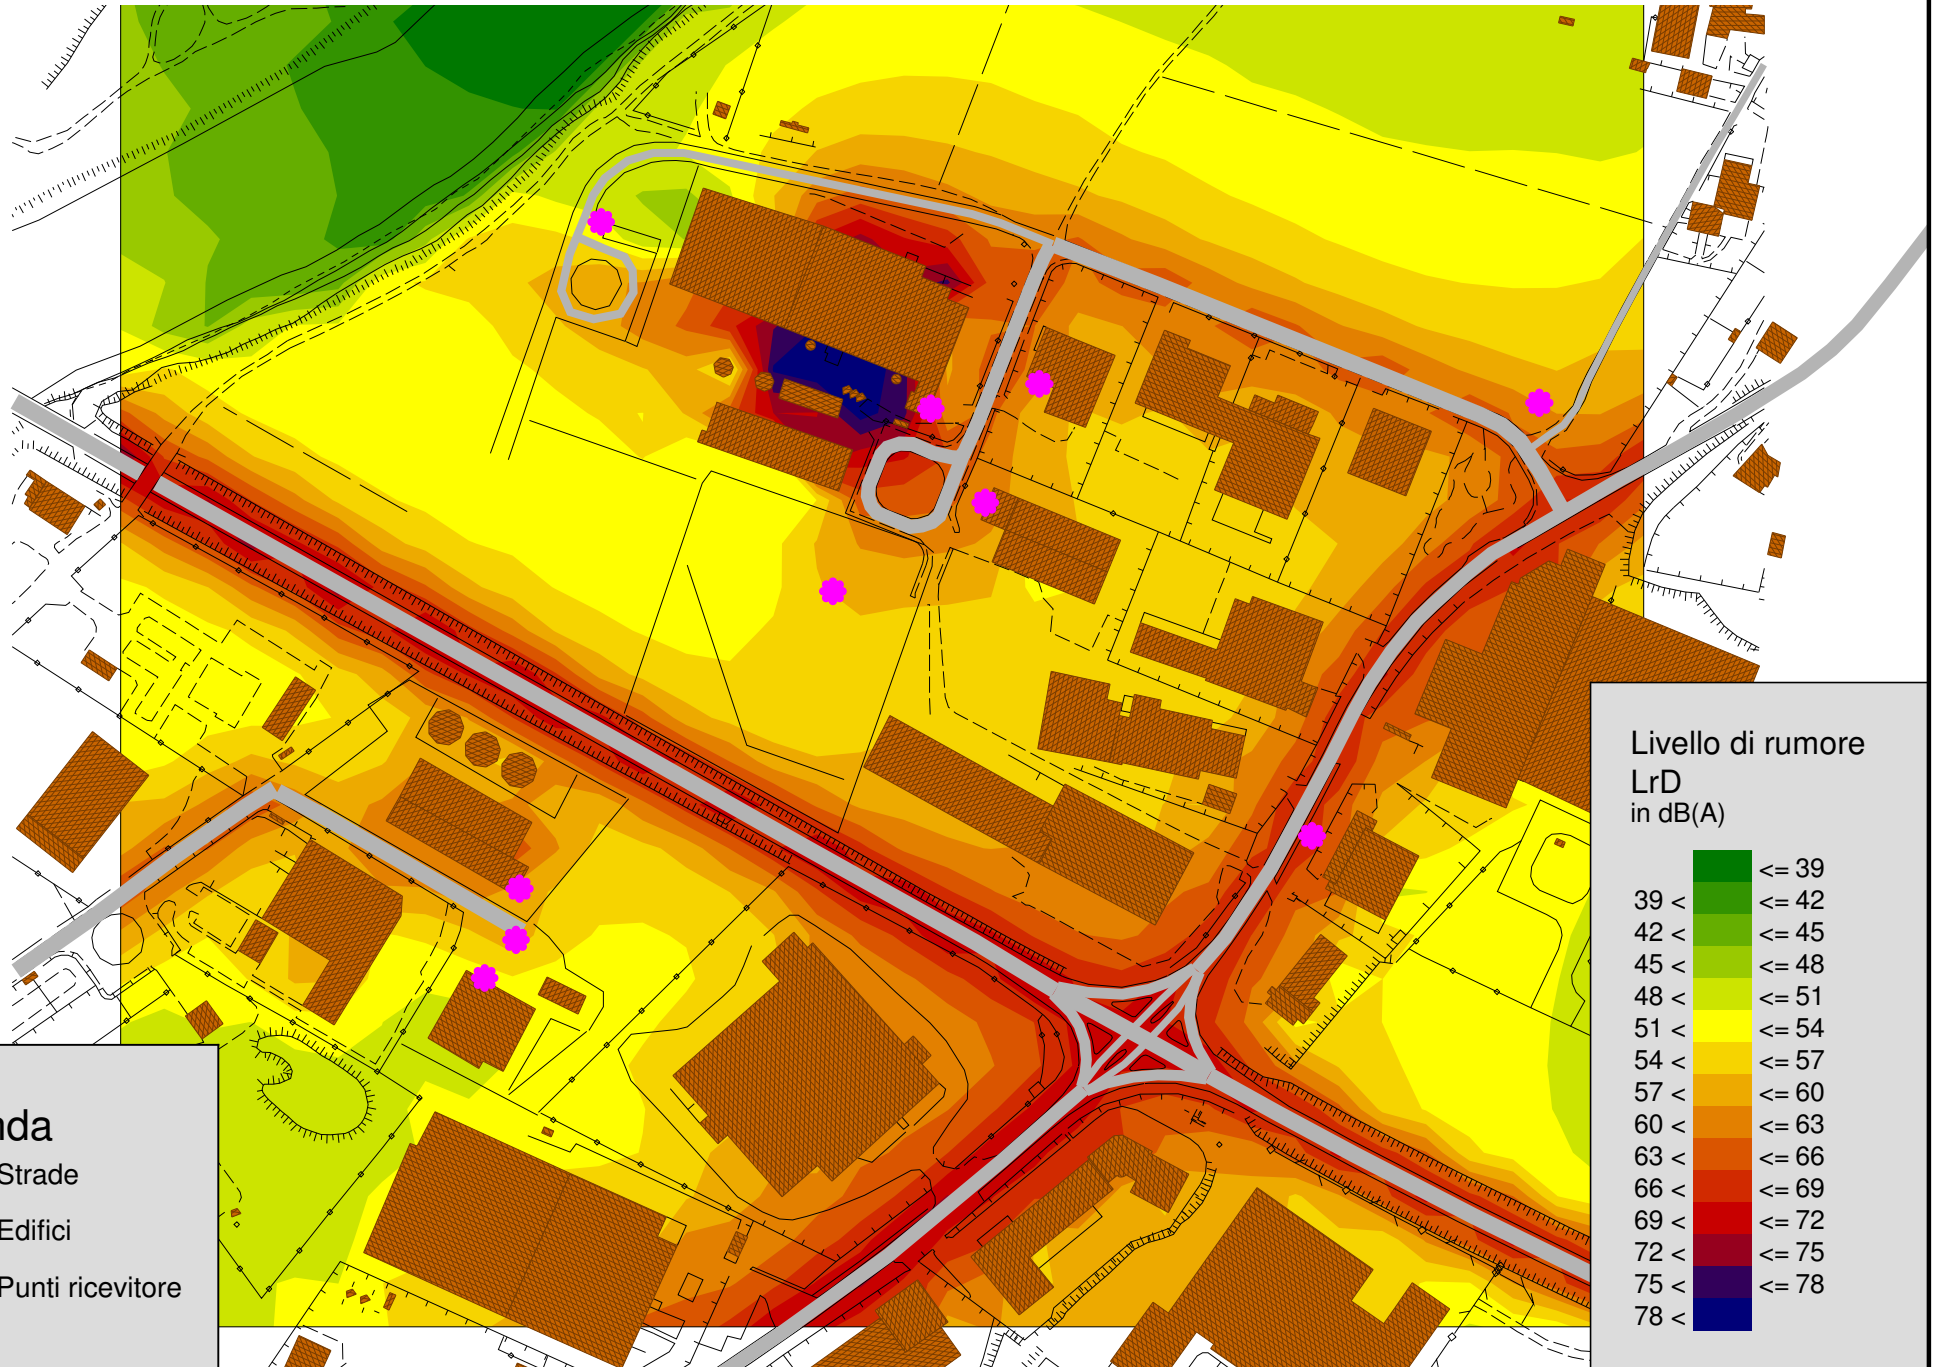 nda
Strade
Edifici
Punti ricevitore
Livello di rumore
LrD
in dB(A)
<= 39
39 < <= 42
42 < <= 45
45 < <= 48
48 < <= 51
51 < <= 54
54 < <= 57
57 < <= 60
60 < <= 63
63 < <= 66
66 < <= 69
69 < <= 72
72 < <= 75
75 < <= 78
78 <